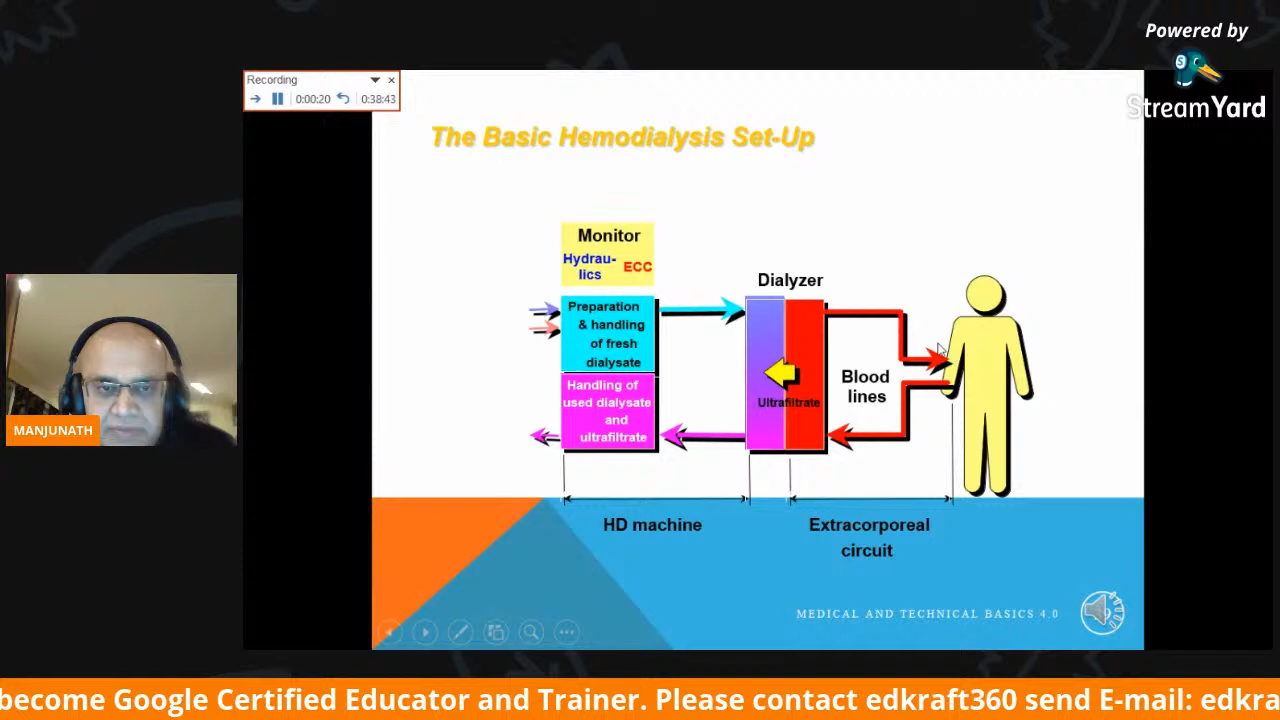 Powered by
S
StreamYard
Recording
0:00:20
0:38:43
The Basic Hemodialysis Set-Up
Monitor
Hydrau-
lics
ECC
Preparation
& handling
of fresh
dialysate
Handling of
used dialysate
and
ultrafiltrate
Dialyzer
Ultrafiltrate
Blood
lines
HD machine
Extracorporeal
circuit
MEDICAL AND TECHNICAL BASICS 4.0
MANJUNATH
become Google Certified Educator and Trainer. Please contact edkraft360 send E-mail: edkra